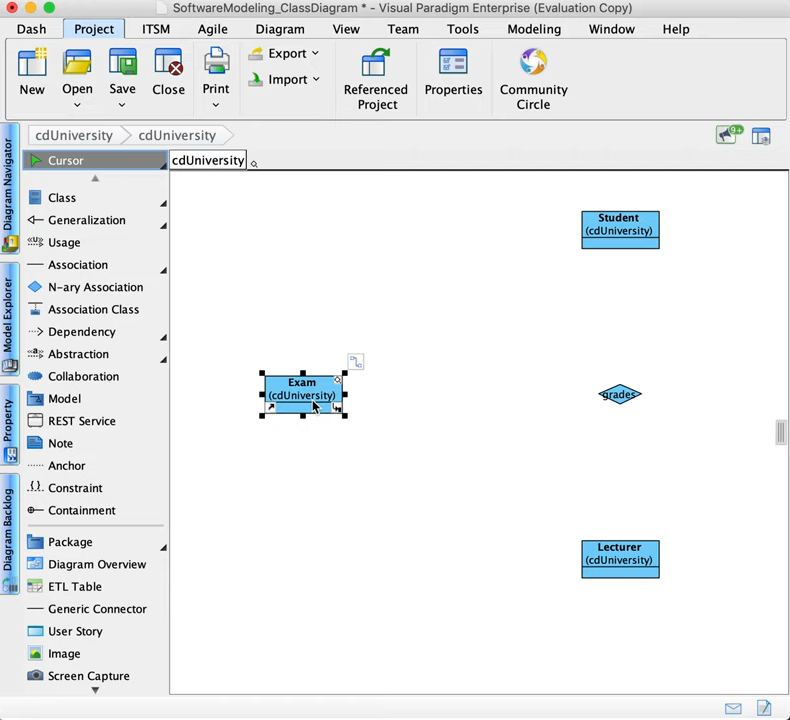 SoftwareModeling_ClassDiagram * - Visual Paradigm Enterprise (Evaluation Copy)
Dash Project ITSM Agile Diagram View Team Tools Modeling Window Help
New
Open
Save
Close
Print
Export
Import
Referenced
Project
Properties
Community
Circle
cdUniversity
cdUniversity
9+
Diagram Navigator
Model Explorer
Property
Diagram Backlog
Cursor
cdUniversity
Class
Generalization
«U» Usage
Association
N-ary Association
Association Class
Dependency
«a» Abstraction
Collaboration
Model
REST Service
Note
Anchor
Constraint
Containment
Package
Diagram Overview
ETL Table
Generic Connector
User Story
Image
Screen Capture
Student
(cdUniversity)
Exam
(cdUniversity)
grades
Lecturer
(cdUniversity)